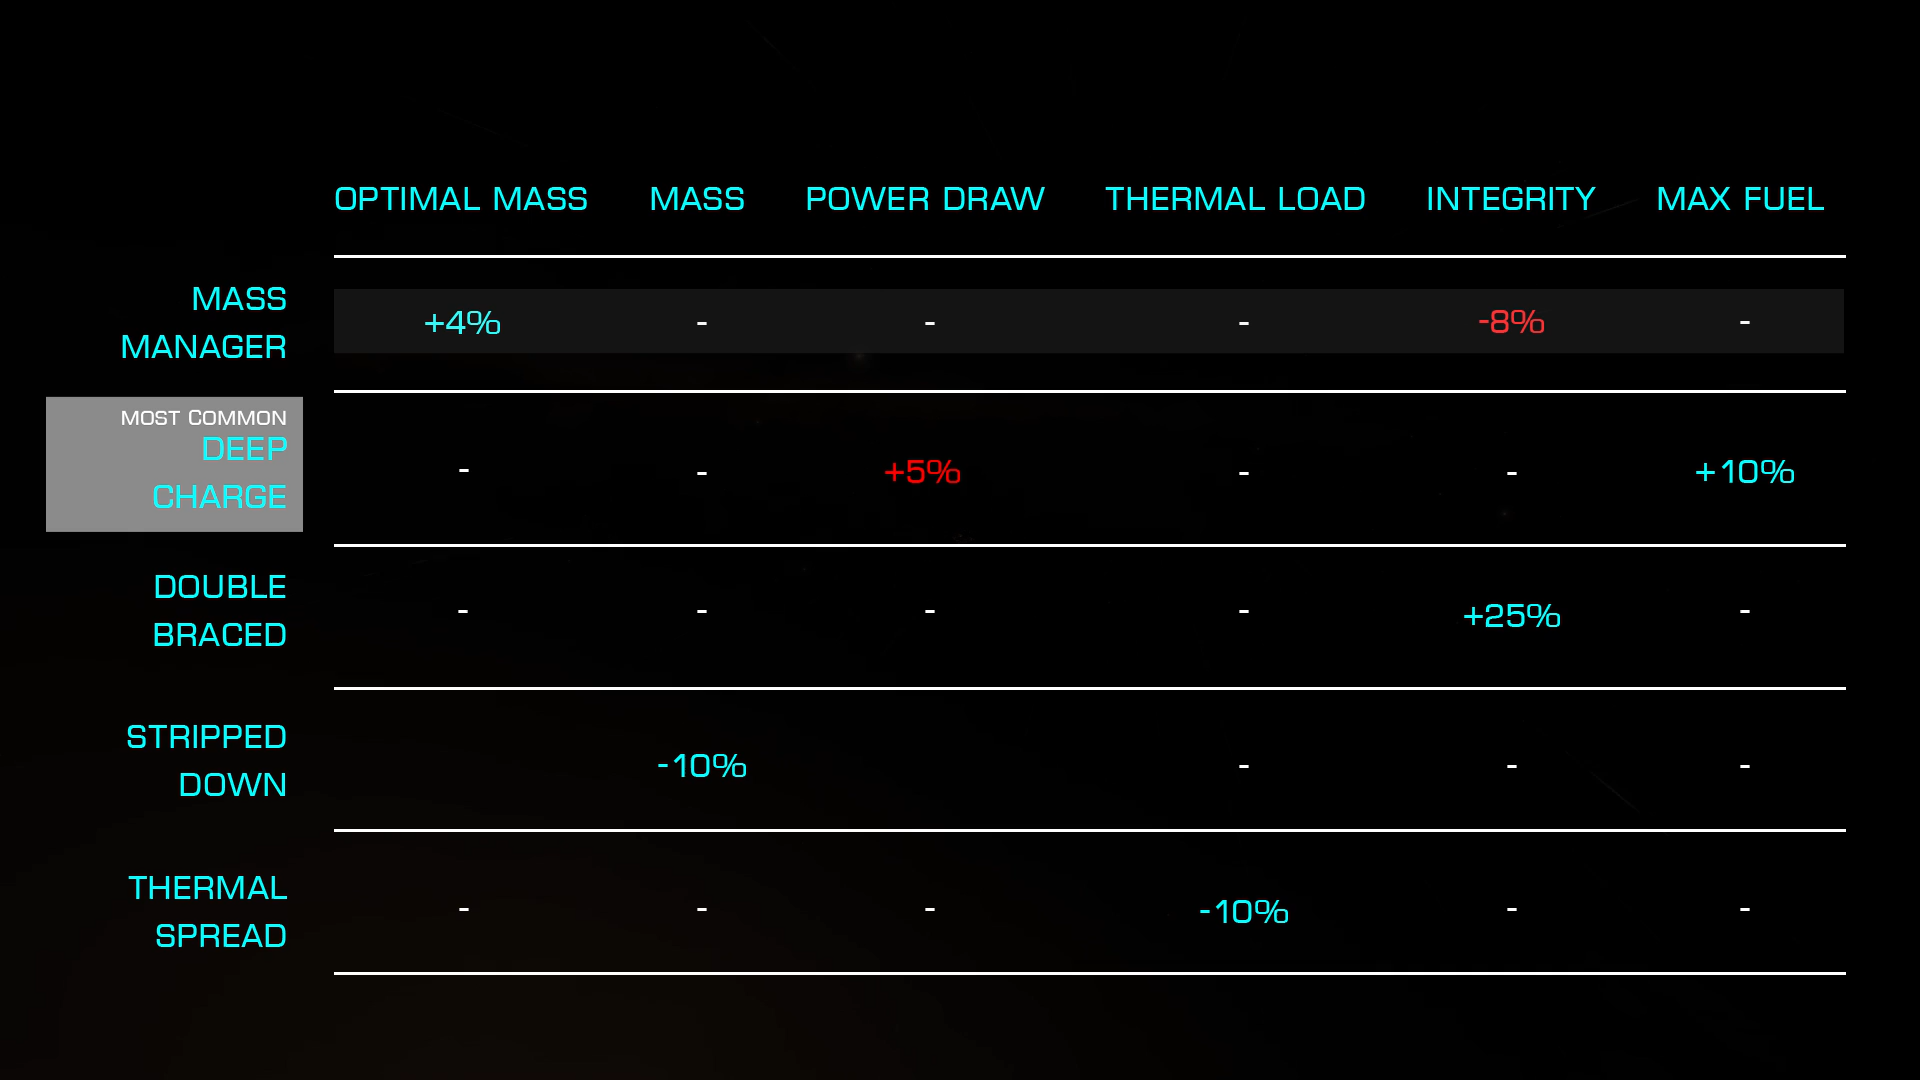 OPTIMAL MASS MASS POWER DRAW THERMAL LOAD INTEGRITY MAX FUEL
MASS
MANAGER
+4% - - - -8% -
MOST COMMON
DEEP
CHARGE
- - +5% - - +10%
DOUBLE
BRACED
- - - - +25% -
STRIPPED
DOWN
-10% - - -
THERMAL
SPREAD
- - - -10% - -